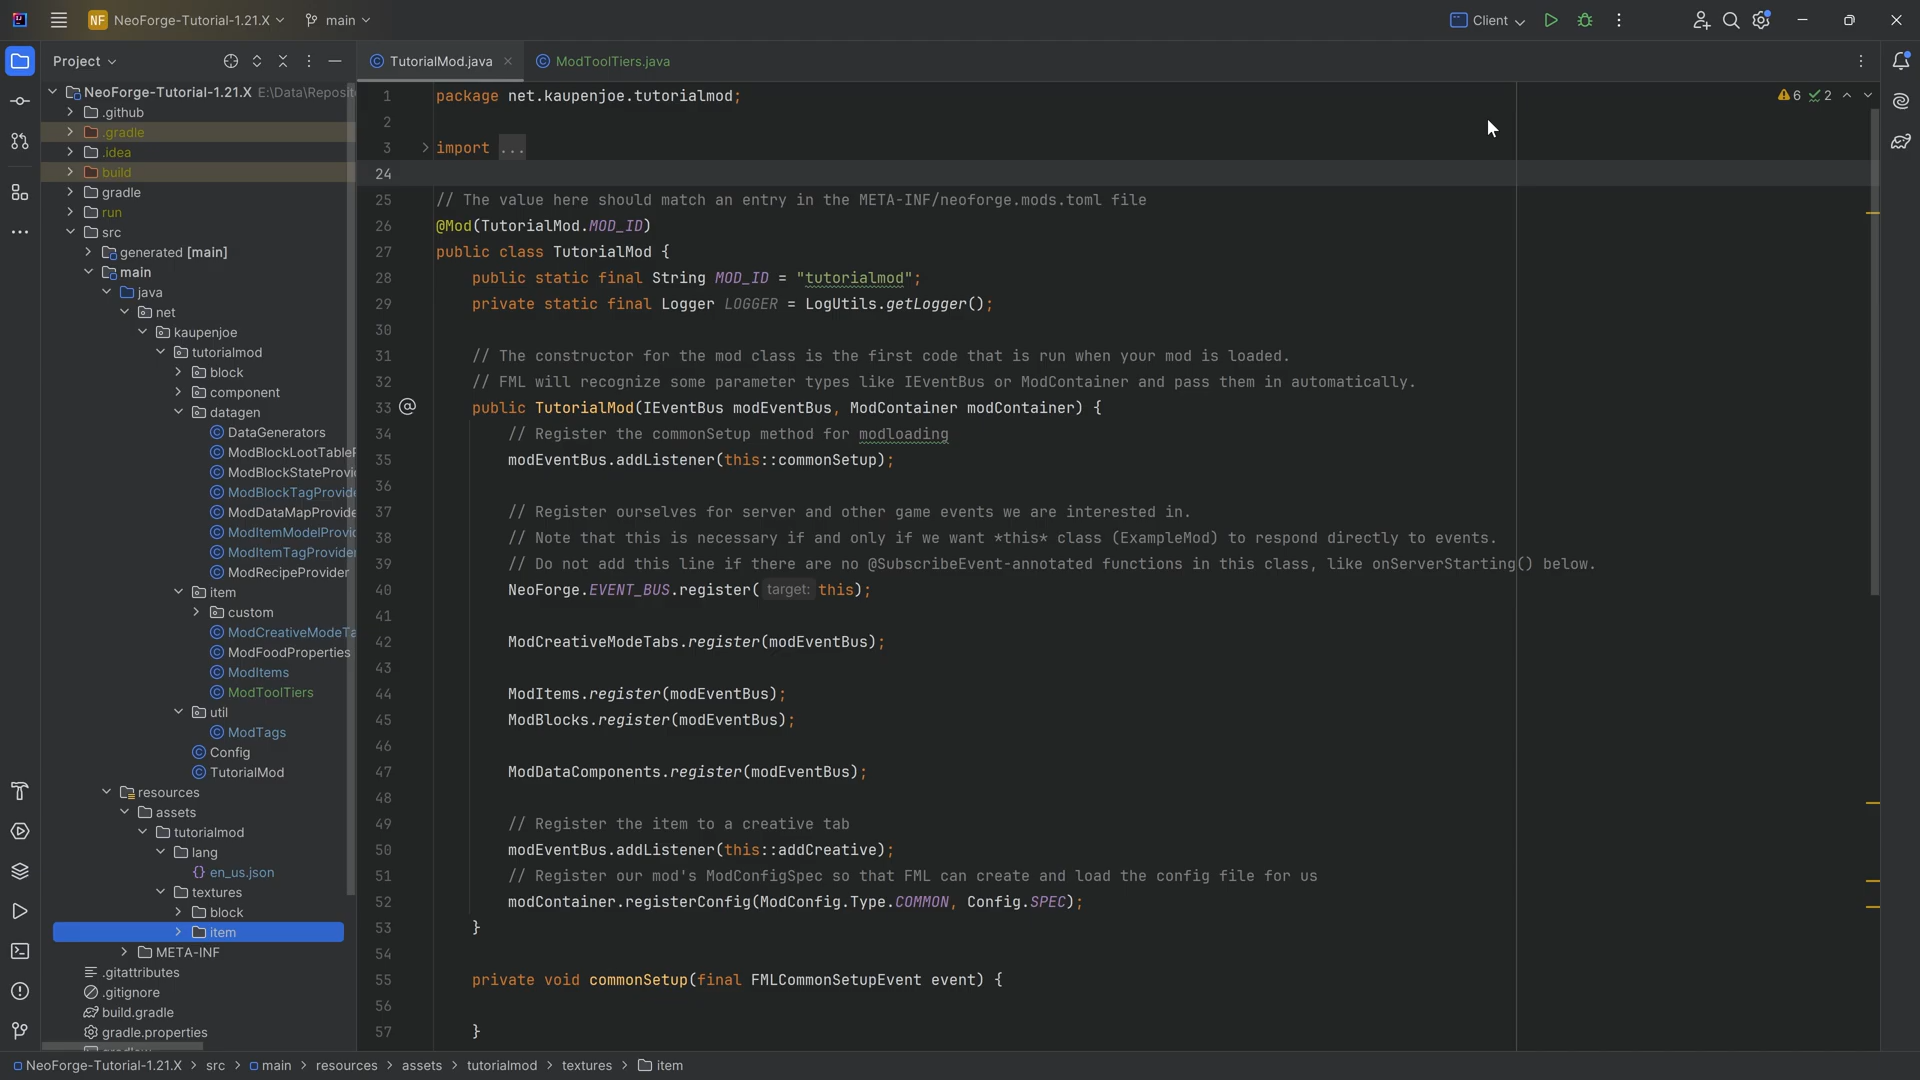 NF NeoForge-Tutorial-1.21.X main Client
Project
TutorialMod.java ModToolTiers.java
NeoForge-Tutorial-1.21.X E:\Data\Reposit
.github
.gradle
.idea
build
gradle
run
src
generated [main]
main
java
net
kaupenjoe
tutorialmod
block
component
datagen
DataGenerators
ModBlockLootTableP
ModBlockStateProvi
ModBlockTagProvide
ModDataMapProvide
ModItemModelProvic
ModItemTagProvider
ModRecipeProvider
item
custom
ModCreativeModeTa
ModFoodProperties
ModItems
ModToolTiers
util
ModTags
Config
TutorialMod
resources
assets
tutorialmod
lang
en_us.json
textures
block
item
META-INF
.gitattributes
.gitignore
build.gradle
gradle.properties
6 2
1 package net.kaupenjoe.tutorialmod;
2
3 import ...
24
25 // The value here should match an entry in the META-INF/neoforge.mods.toml file
26 @Mod(TutorialMod.MOD_ID)
27 public class TutorialMod {
28 public static final String MOD_ID = "tutorialmod";
29 private static final Logger LOGGER = LogUtils.getLogger();
30
31 // The constructor for the mod class is the first code that is run when your mod is loaded.
32 // FML will recognize some parameter types like IEventBus or ModContainer and pass them in automatically.
33 public TutorialMod(IEventBus modEventBus, ModContainer modContainer) {
34 // Register the commonSetup method for modloading
35 modEventBus.addListener(this::commonSetup);
36
37 // Register ourselves for server and other game events we are interested in.
38 // Note that this is necessary if and only if we want *this* class (ExampleMod) to respond directly to events.
39 // Do not add this line if there are no @SubscribeEvent-annotated functions in this class, like onServerStarting() below.
40 NeoForge.EVENT_BUS.register( target: this);
41
42 ModCreativeModeTabs.register(modEventBus);
43
44 ModItems.register(modEventBus);
45 ModBlocks.register(modEventBus);
46
47 ModDataComponents.register(modEventBus);
48
49 // Register the item to a creative tab
50 modEventBus.addListener(this::addCreative);
51 // Register our mod's ModConfigSpec so that FML can create and load the config file for us
52 modContainer.registerConfig(ModConfig.Type.COMMON, Config.SPEC);
53 }
54
55 private void commonSetup(final FMLCommonSetupEvent event) {
56
57 }
NeoForge-Tutorial-1.21.X > src > main > resources > assets > tutorialmod > textures > item